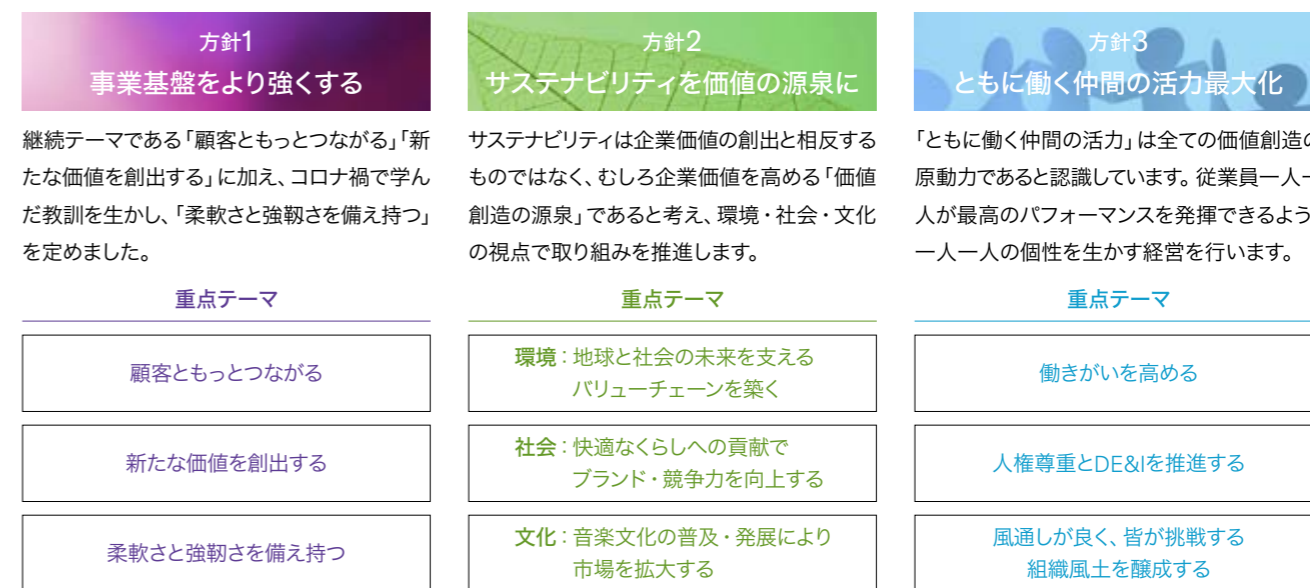 方針1
事業基盤をより強くする
継続テーマである「顧客ともっとつながる」「新
たな価値を創出する」に加え、コロナ禍で学ん
だ教訓を生かし、「柔軟さと強靱さを備え持つ」
を定めました。
重点テーマ
顧客ともっとつながる
新たな価値を創出する
柔軟さと強靱さを備え持つ
方針2
サステナビリティを価値の源泉に
サステナビリティは企業価値の創出と相反する
ものではなく、むしろ企業価値を高める「価値
創造の源泉」であると考え、環境・社会・文化
の視点で取り組みを推進します。
重点テーマ
環境：地球と社会の未来を支える
バリューチェーンを築く
社会：快適なくらしへの貢献で
ブランド・競争力を向上する
文化：音楽文化の普及・発展により
市場を拡大する
方針3
ともに働く仲間の活力最大化
「ともに働く仲間の活力」は全ての価値創造の
原動力であると認識しています。従業員一人一
人が最高のパフォーマンスを発揮できるよう
一人一人の個性を生かす経営を行います。
重点テーマ
働きがいを高める
人権尊重とDE&Iを推進する
風通しが良く、皆が挑戦する
組織風土を醸成する